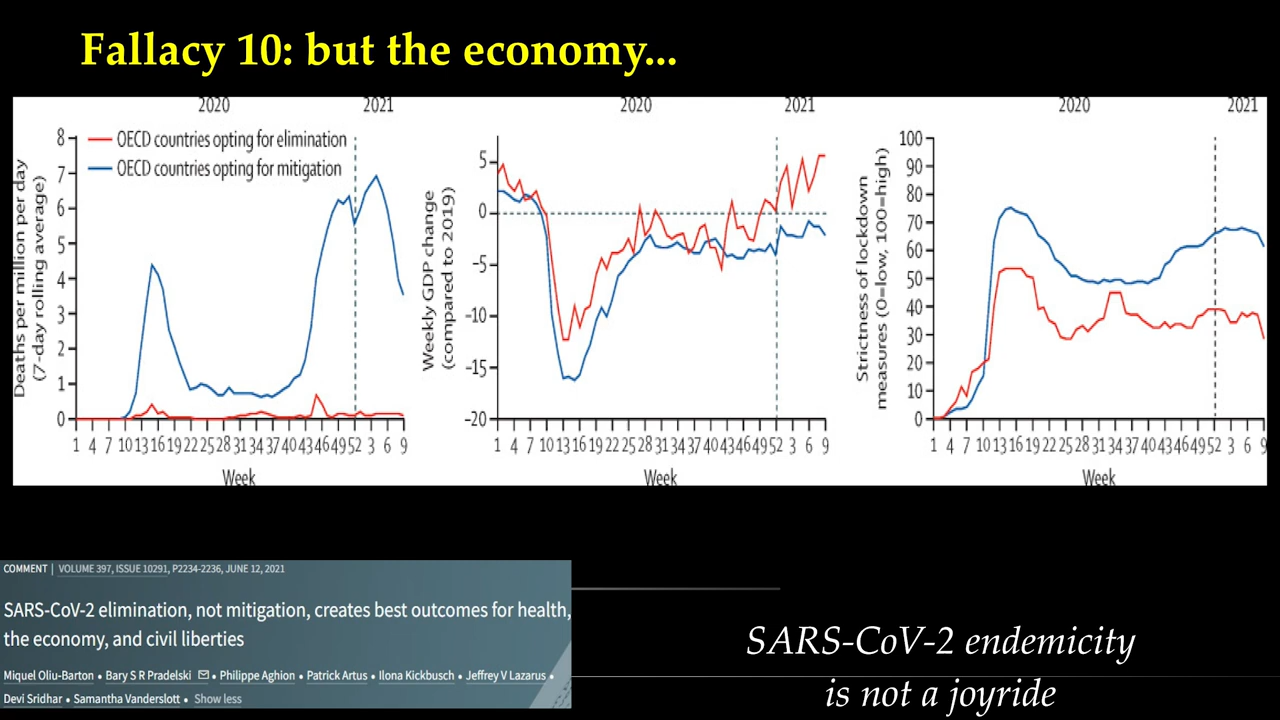 Fallacy 10: but the economy...
2020 2021
8
7
6
5
4
3
2
1
0
Deaths per million per day
(7-day rolling average)
OECD countries opting for elimination
OECD countries opting for mitigation
1 4 7 10 13 16 19 22 25 28 31 34 37 40 43 46 49 52 3 6 9
Week
2020 2021
5
0
−5
−10
−15
−20
Weekly GDP change
(compared to 2019)
1 4 7 10 13 16 19 22 25 28 31 34 37 40 43 46 49 52 3 6 9
Week
2020 2021
100
90
80
70
60
50
40
30
20
10
0
Strictness of lockdown
measures (0=low, 100=high)
1 4 7 10 13 16 19 22 25 28 31 34 37 40 43 46 49 52 3 6 9
Week
COMMENT | VOLUME 397, ISSUE 10291, P2234-2236, JUNE 12, 2021
SARS-CoV-2 elimination, not mitigation, creates best outcomes for health,
the economy, and civil liberties
Miquel Oliu-Barton • Bary S R Pradelski • Philippe Aghion • Patrick Artus • Ilona Kickbusch • Jeffrey V Lazarus •
Devi Sridhar • Samantha Vanderslott • Show less
SARS-CoV-2 endemicity
is not a joyride